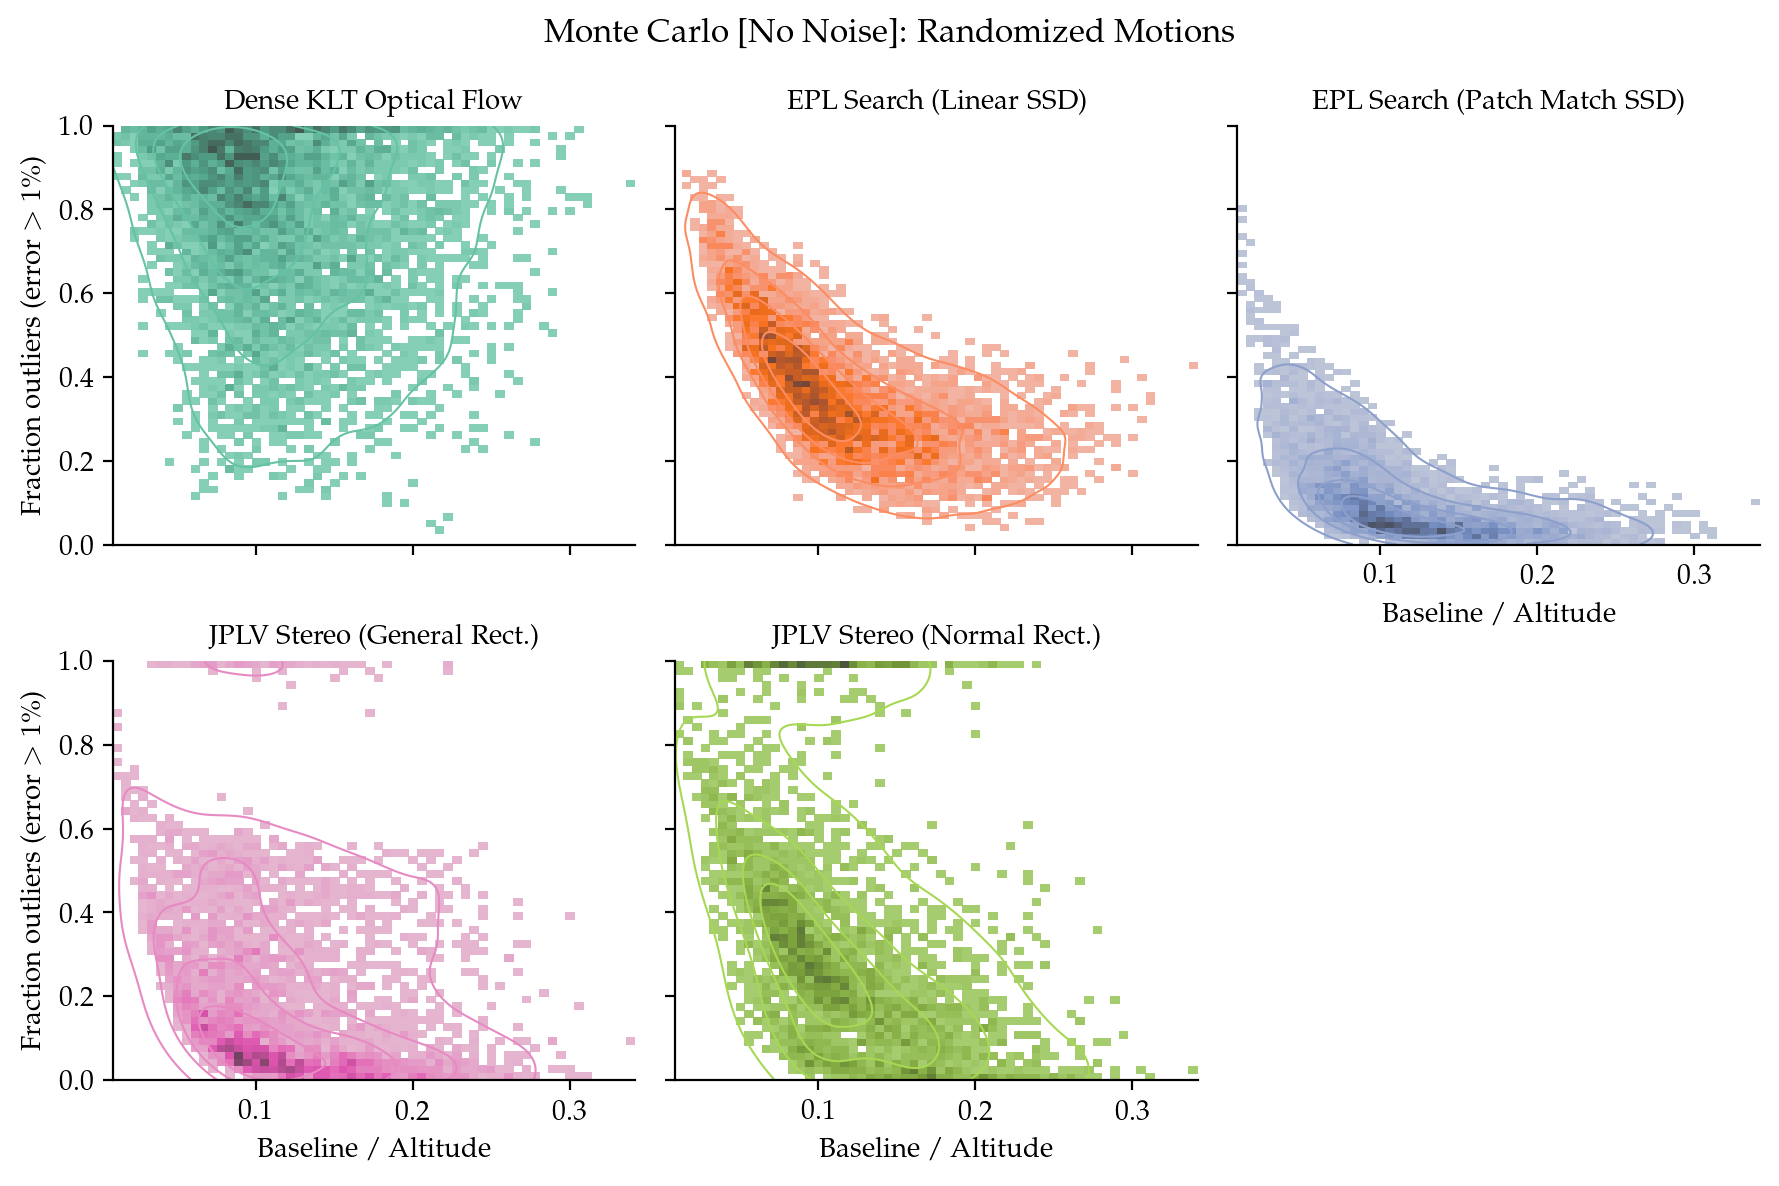 Monte Carlo [No Noise]: Randomized Motions
Dense KLT Optical Flow
EPL Search (Linear SSD)
EPL Search (Patch Match SSD)
Fraction outliers (error > 1%)
1.0
0.8
0.6
0.4
0.2
0.0
0.1
0.2
0.3
Baseline / Altitude
JPLV Stereo (General Rect.)
JPLV Stereo (Normal Rect.)
Fraction outliers (error > 1%)
1.0
0.8
0.6
0.4
0.2
0.0
0.1
0.2
0.3
0.1
0.2
0.3
Baseline / Altitude
Baseline / Altitude